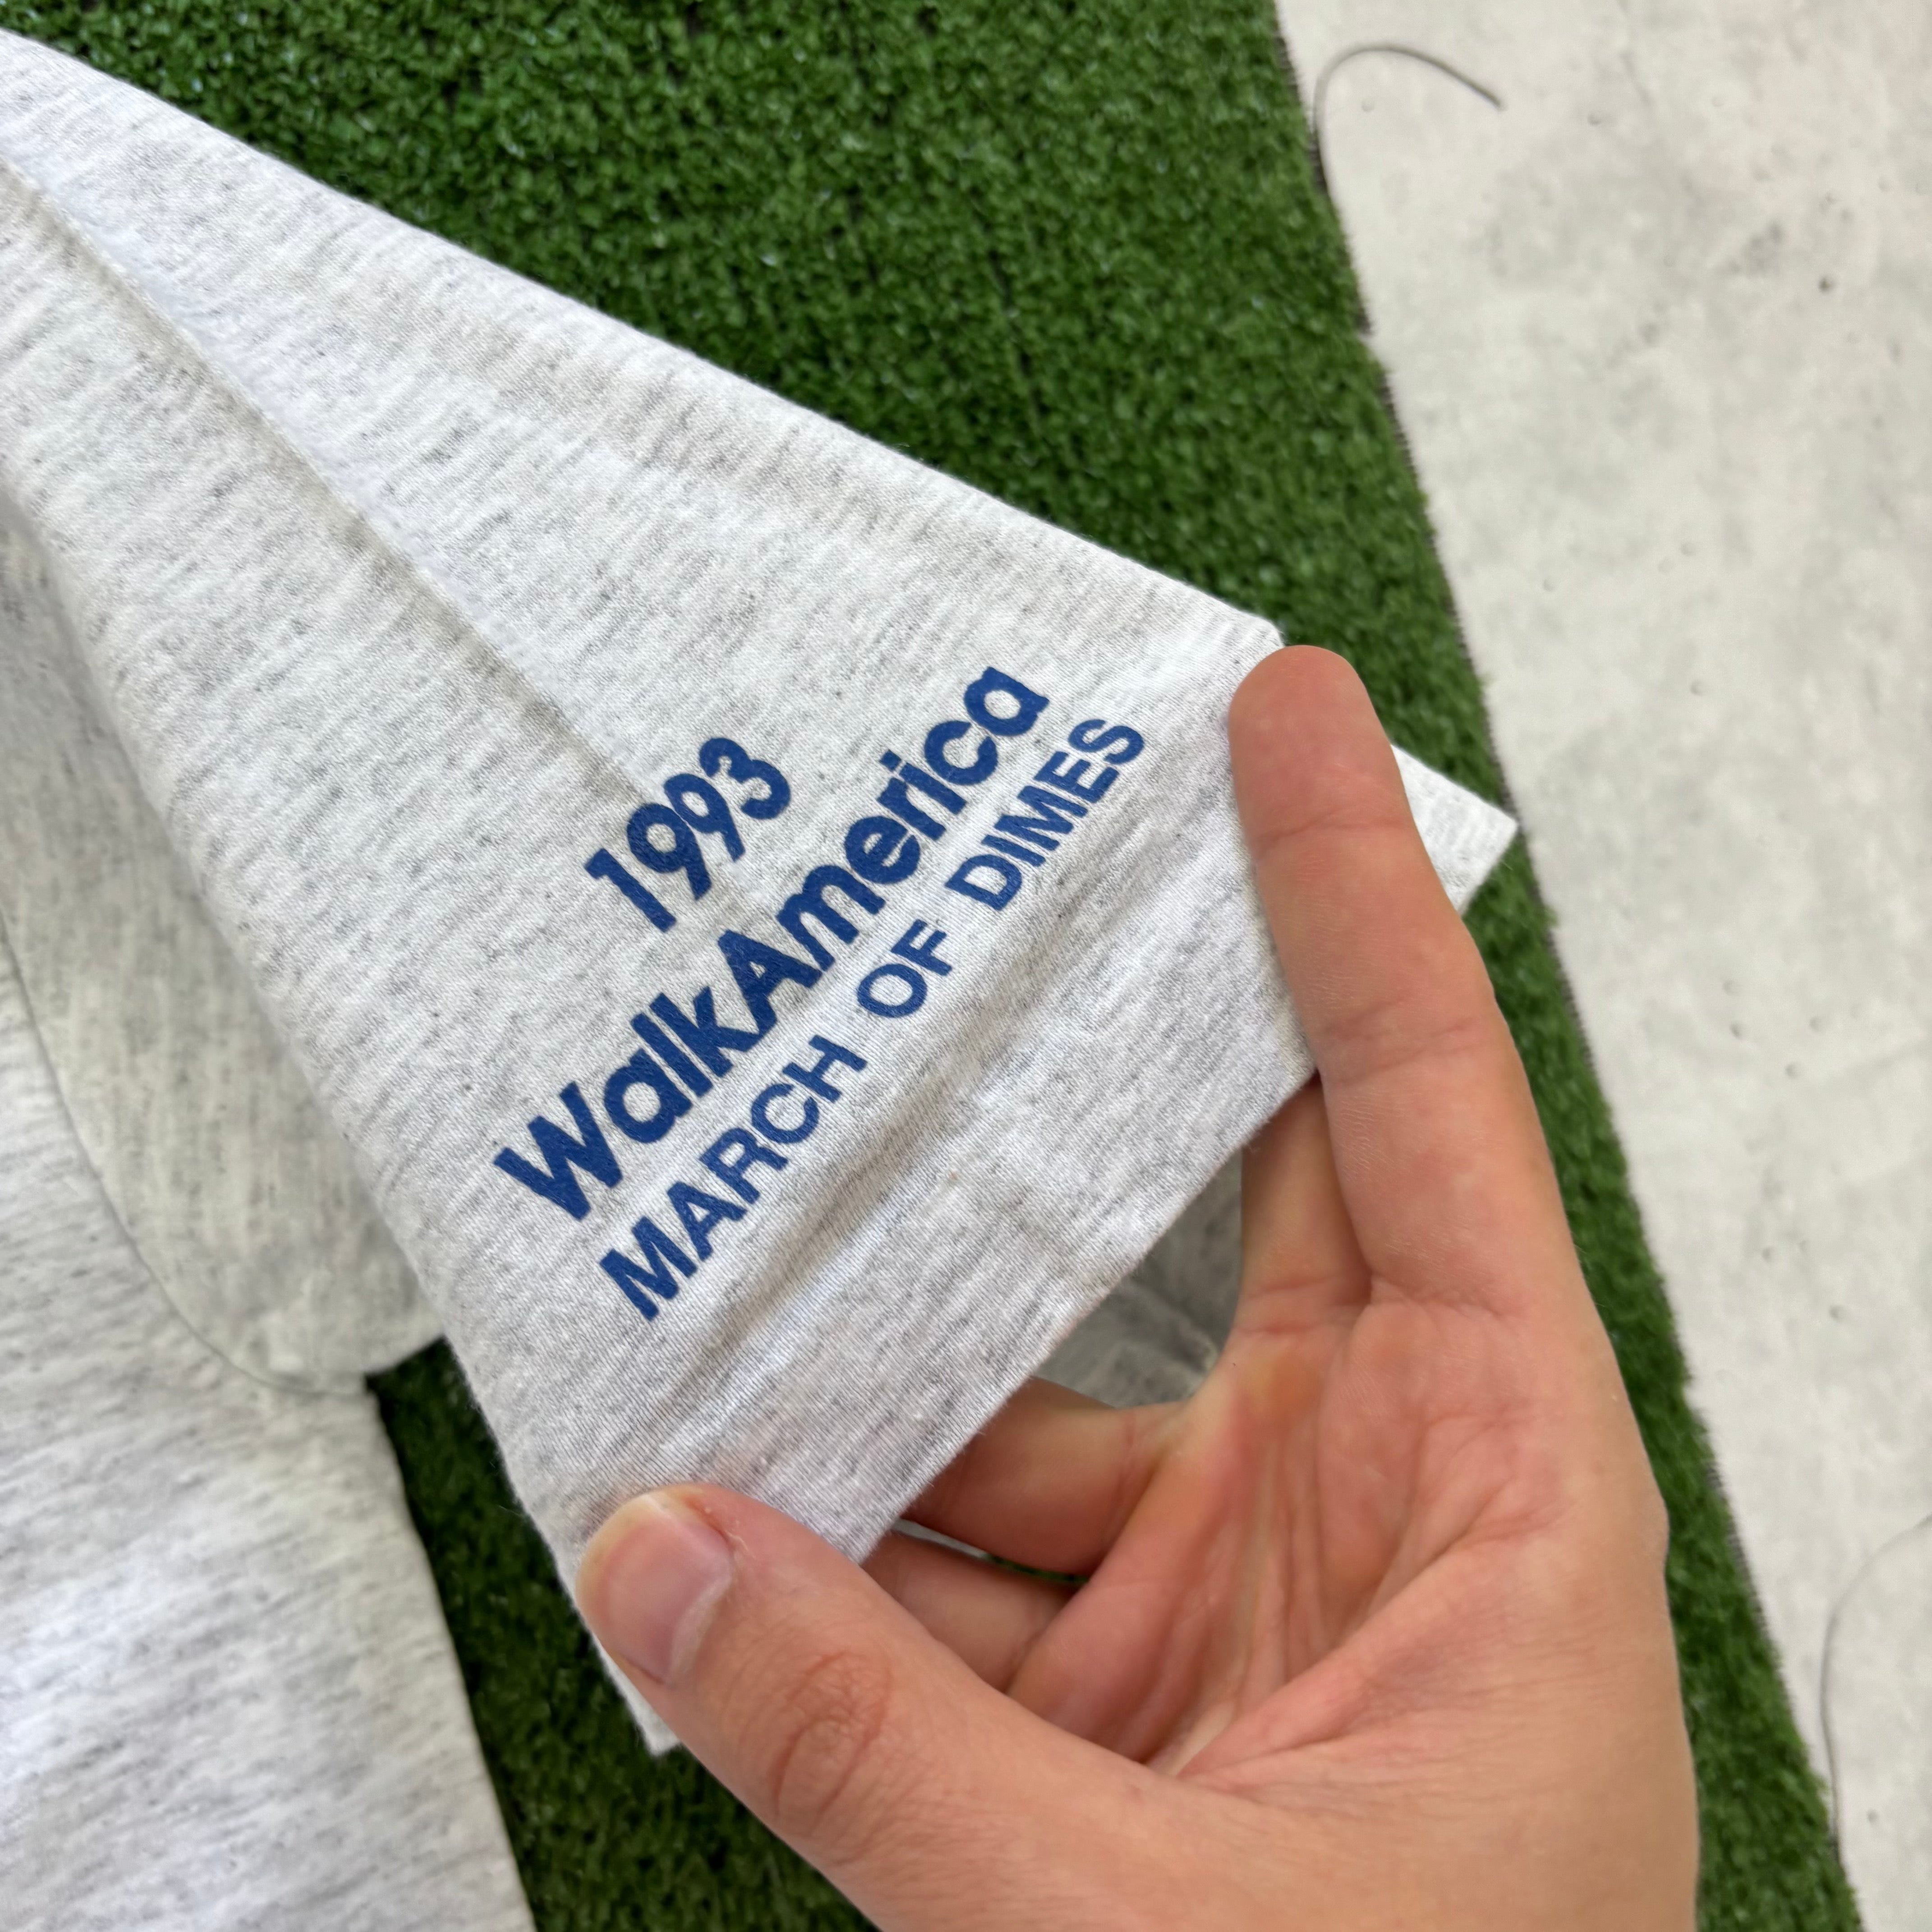 1993
WalkAmerica
MARCH OF DIMES